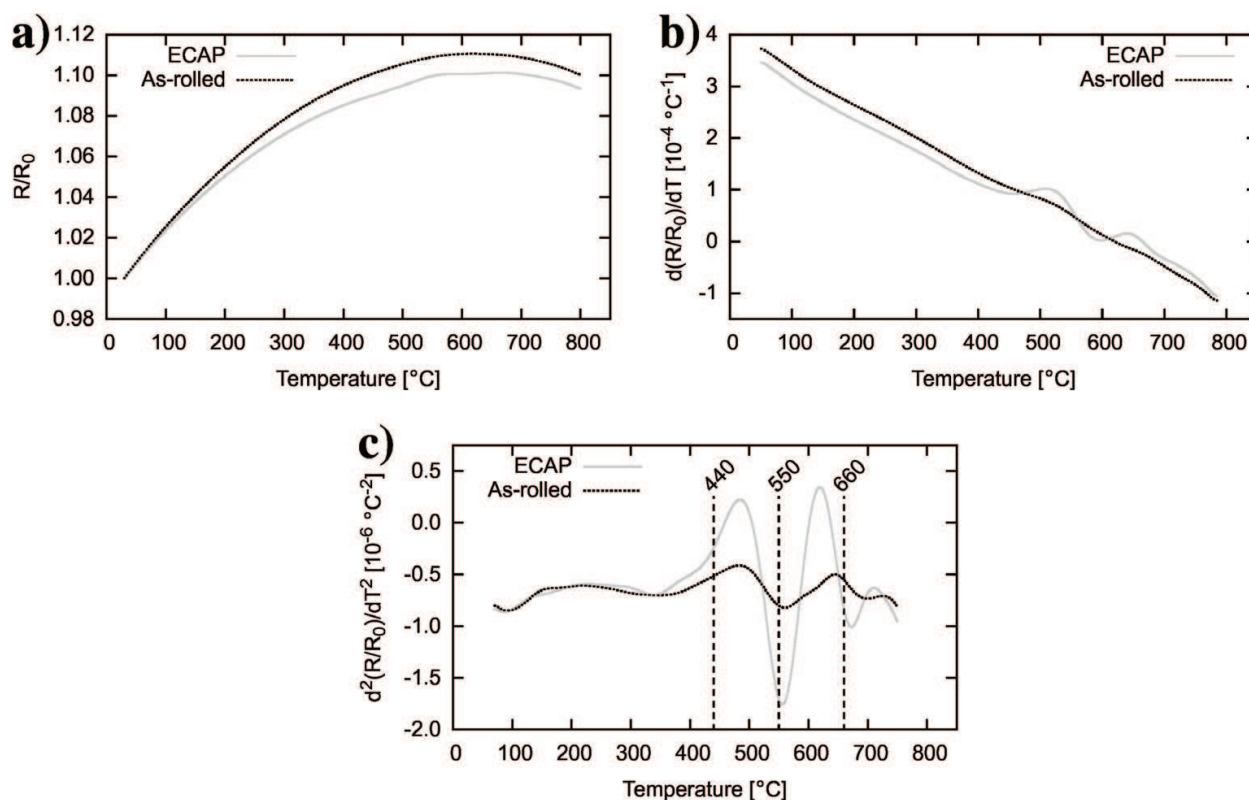 a)
1.12
1.10
1.08
1.06
1.04
1.02
1.00
0.98
R/R0
ECAP
As-rolled
0 100 200 300 400 500 600 700 800
Temperature [°C]
b)
4
3
2
1
0
-1
d(R/R0)/dT [10-4 °C-1]
ECAP
As-rolled
0 100 200 300 400 500 600 700 800
Temperature [°C]
c)
0.5
0.0
-0.5
-1.0
-1.5
-2.0
d2(R/R0)/dT2 [10-6 °C-2]
ECAP
As-rolled
440
550
660
0 100 200 300 400 500 600 700 800
Temperature [°C]